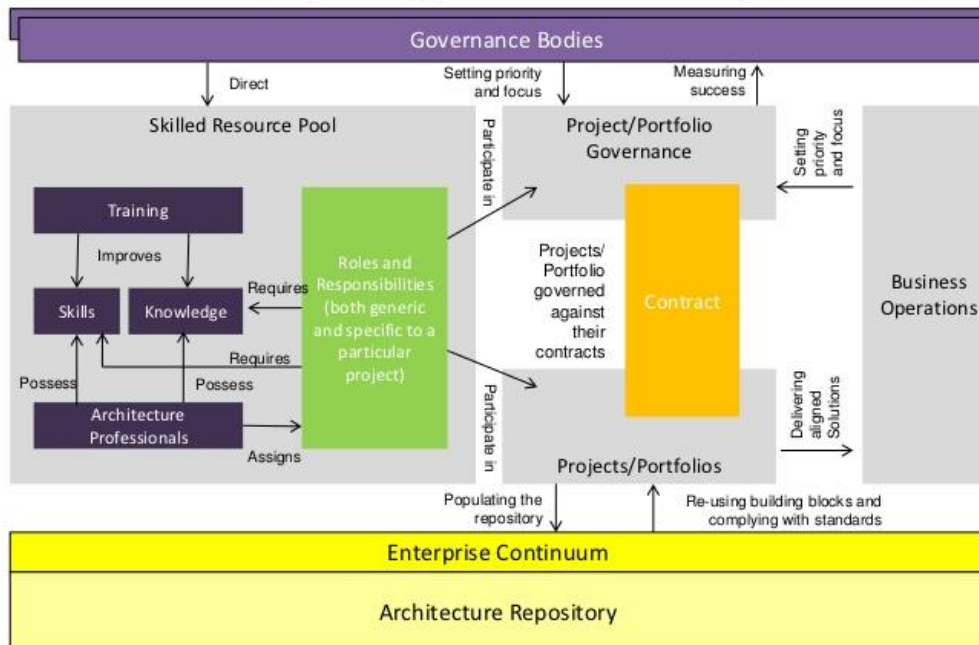 Governance Bodies
Direct
Setting priority
and focus
Measuring
success
Skilled Resource Pool
Training
Improves
Skills
Knowledge
Requires
Requires
Possess
Possess
Architecture
Professionals
Assigns
Roles and
Responsibilities
(both generic
and specific to a
particular
project)
Participate in
Participate in
Project/Portfolio
Governance
Projects/
Portfolio
governed
against
their
contracts
Contract
Projects/Portfolios
Setting
priority
and focus
Business
Operations
Delivering
aligned
Solutions
Populating the
repository
Re-using building blocks and
complying with standards
Enterprise Continuum
Architecture Repository